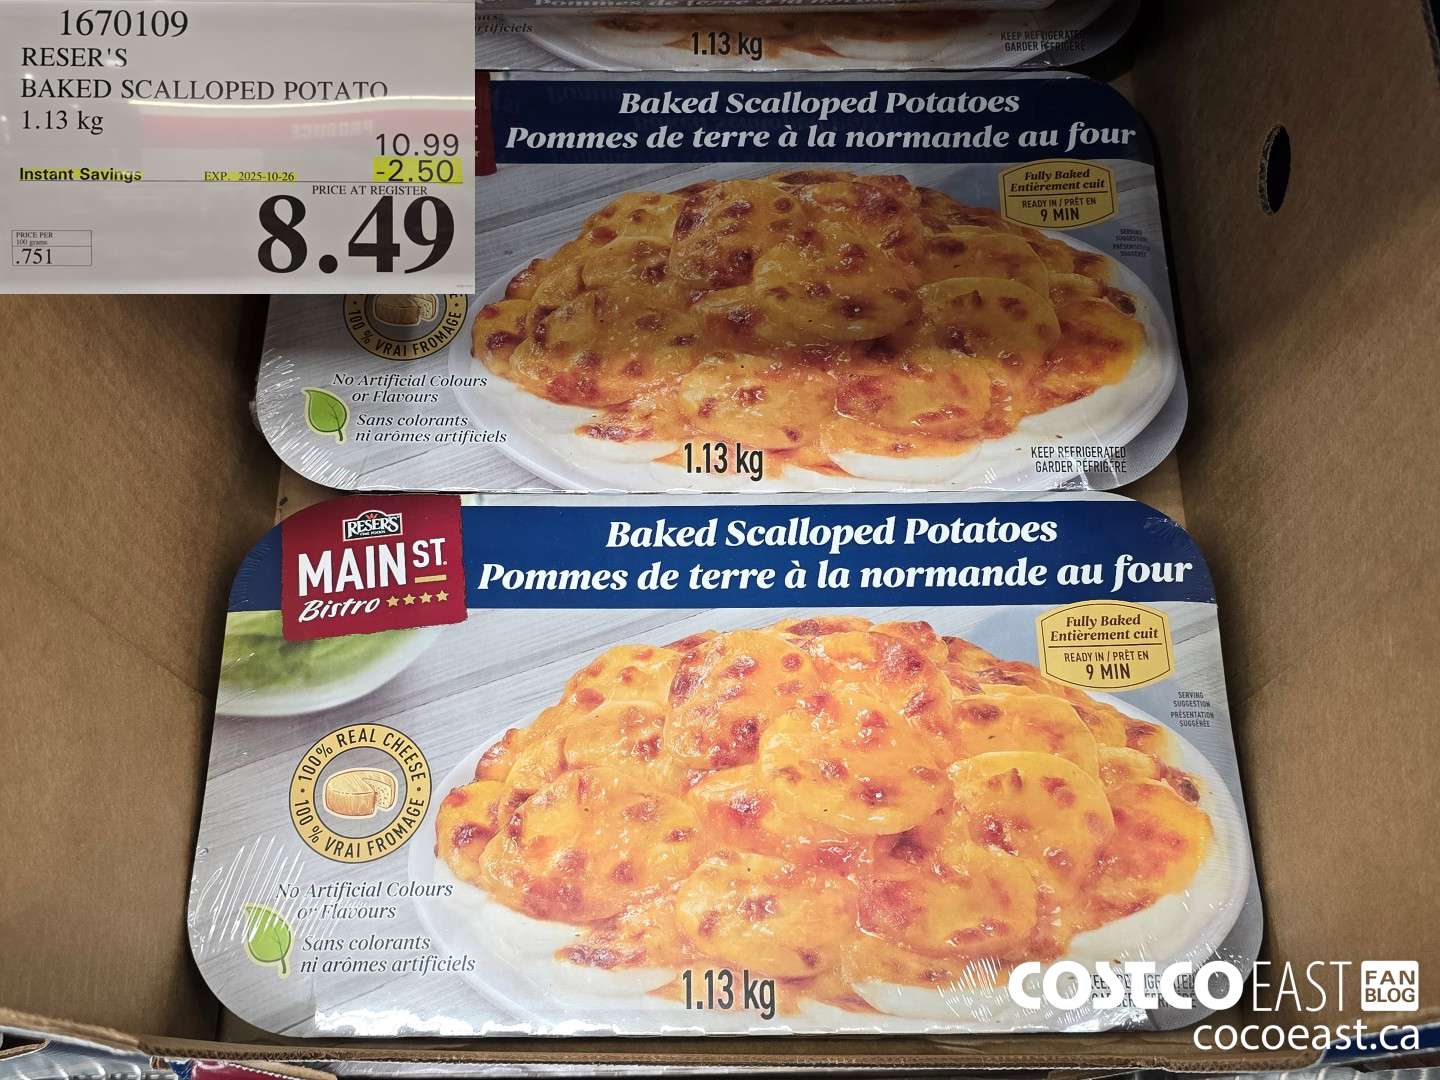 1670109
RESER'S
BAKED SCALLOPED POTATO
1.13 kg
10.99
Instant Savings EXP. 2025-10-26 -2.50
PRICE AT REGISTER
8.49
PRICE PER
100 grams
.751
1.13 kg
KEEP REFRIGERATED
GARDER RÉFRIGÉRÉ
Baked Scalloped Potatoes
Pommes de terre à la normande au four
Fully Baked
Entièrement cuit
READY IN / PRÊT EN
9 MIN
SERVING
SUGGESTION
PRÉSENTATION
SUGGÉRÉE
100% VRAI FROMAGE
No Artificial Colours
or Flavours
Sans colorants
ni arômes artificiels
1.13 kg
KEEP REFRIGERATED
GARDER RÉFRIGÉRÉ
RESER'S
FINE FOODS
MAIN ST.
Bistro
Baked Scalloped Potatoes
Pommes de terre à la normande au four
Fully Baked
Entièrement cuit
READY IN / PRÊT EN
9 MIN
SERVING
SUGGESTION
PRÉSENTATION
SUGGÉRÉE
100% REAL CHEESE
100% VRAI FROMAGE
No Artificial Colours
or Flavours
Sans colorants
ni arômes artificiels
1.13 kg
COSTCO EAST FAN BLOG
cocoeast.ca